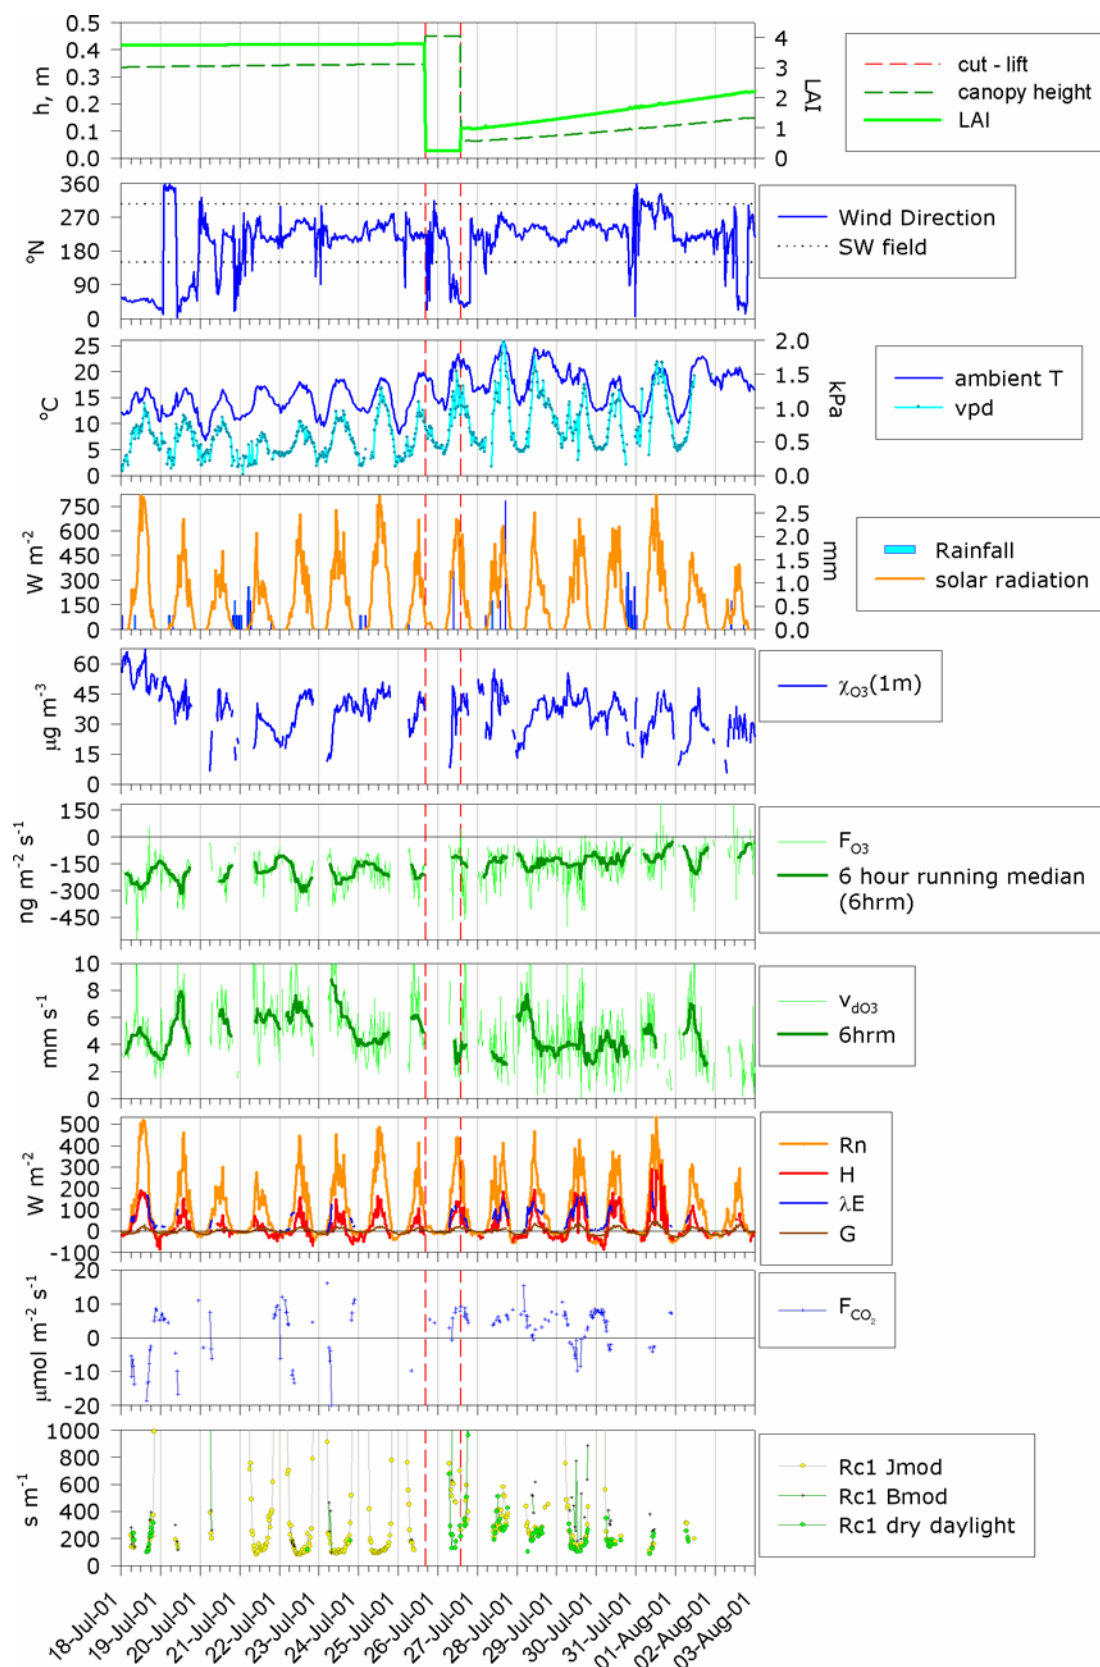 0.5
0.4
0.3
0.2
0.1
0.0
h, m
4
3
2
1
0
LAI
cut - lift
canopy height
LAI
360
270
180
90
0
ºN
Wind Direction
SW field
25
20
15
10
5
0
ºC
2.0
1.5
1.0
0.5
0.0
kPa
ambient T
vpd
750
600
450
300
150
0
W m⁻²
2.5
2.0
1.5
1.0
0.5
0.0
mm
Rainfall
solar radiation
60
45
30
15
0
µg m⁻³
χO3(1m)
150
0
-150
-300
-450
ng m⁻² s⁻¹
FO3
6 hour running median
(6hrm)
10
8
6
4
2
0
mm s⁻¹
vdO3
6hrm
500
400
300
200
100
0
-100
W m⁻²
Rn
H
λE
G
20
10
0
-10
-20
µmol m⁻² s⁻¹
FCO₂
1000
800
600
400
200
0
s m⁻¹
Rc1 Jmod
Rc1 Bmod
Rc1 dry daylight
18-Jul-01
19-Jul-01
20-Jul-01
21-Jul-01
22-Jul-01
23-Jul-01
24-Jul-01
25-Jul-01
26-Jul-01
27-Jul-01
28-Jul-01
29-Jul-01
30-Jul-01
31-Jul-01
01-Aug-01
02-Aug-01
03-Aug-01